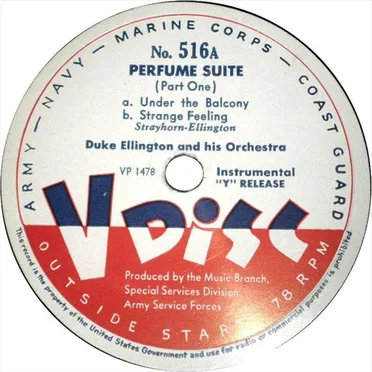 ARMY — NAVY — MARINE CORPS — COAST GUARD
No. 516A
PERFUME SUITE
(Part One)
a. Under the Balcony
b. Strange Feeling
Strayhorn-Ellington
Duke Ellington and his Orchestra
VP 1478
Instrumental
"Y" RELEASE
V DISC
Produced by the Music Branch,
Special Services Division
Army Service Forces
OUTSIDE START 78 RPM
This record is the property of the United States Government and use for radio or commercial purposes is prohibited